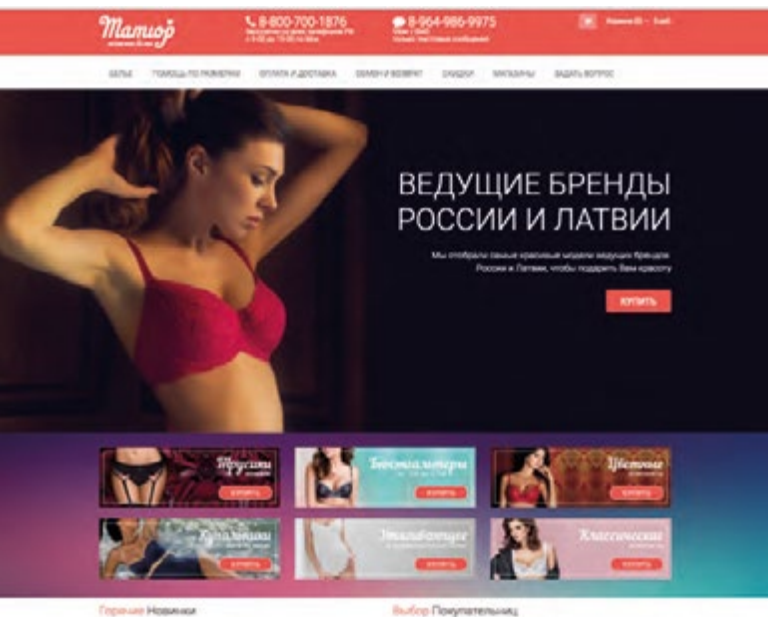 Татюр
8-800-700-1876
8-964-986-9975
БЕЛЬЕ
ПОМОЩЬ ПО РАЗМЕРАМ
ОПЛАТА И ДОСТАВКА
ОБМЕН И ВОЗВРАТ
СКИДКИ
МАГАЗИНЫ
ЗАДАТЬ ВОПРОС
ВЕДУЩИЕ БРЕНДЫ
РОССИИ И ЛАТВИИ
Мы отобрали самые красивые модели ведущих брендов
России и Латвии, чтобы подарить Вам красоту
КУПИТЬ
Трусики
КУПИТЬ
Бюстгальтеры
КУПИТЬ
Цветные
КУПИТЬ
Купальники
КУПИТЬ
Утягивающее
КУПИТЬ
Классические
КУПИТЬ
Горячие Новинки
Выбор Покупательниц